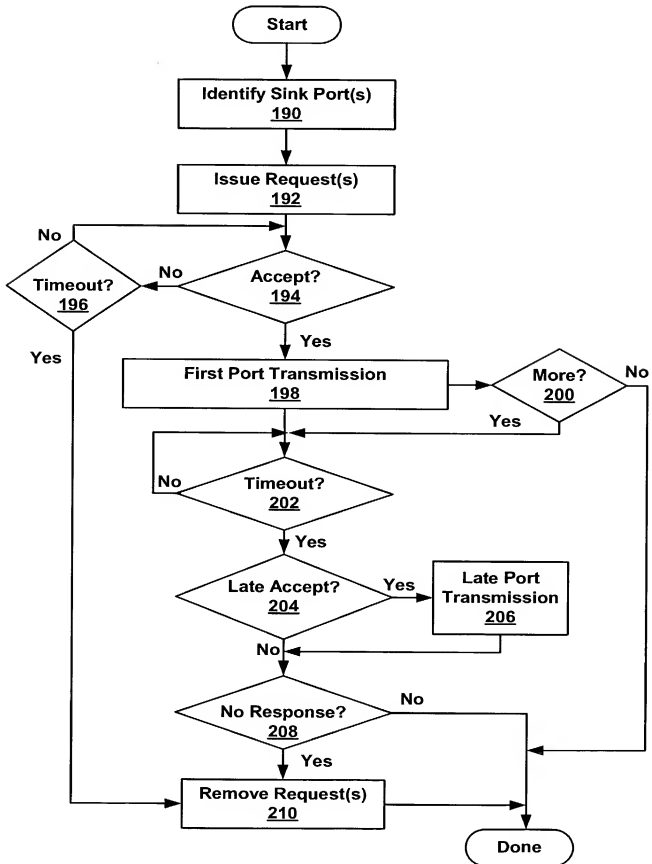 Start
Identify Sink Port(s)
190
Issue Request(s)
192
No
Timeout?
196
No
Accept?
194
Yes
Yes
First Port Transmission
198
More?
200
No
Yes
No
Timeout?
202
Yes
Late Accept?
204
Yes
Late Port
Transmission
206
No
No Response?
208
No
Yes
Remove Request(s)
210
Done